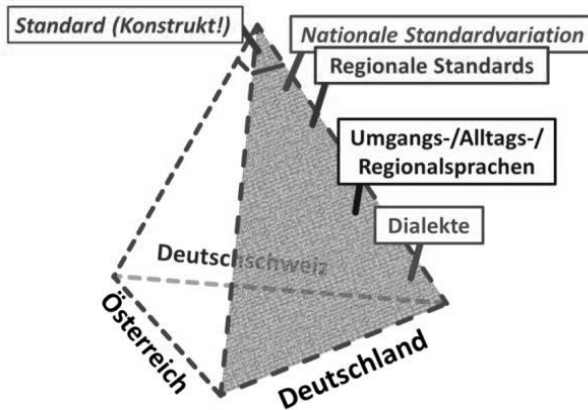 Standard (Konstrukt!)
Nationale Standardvariation
Regionale Standards
Umgangs-/Alltags-/
Regionalsprachen
Dialekte
Deutschschweiz
Österreich
Deutschland